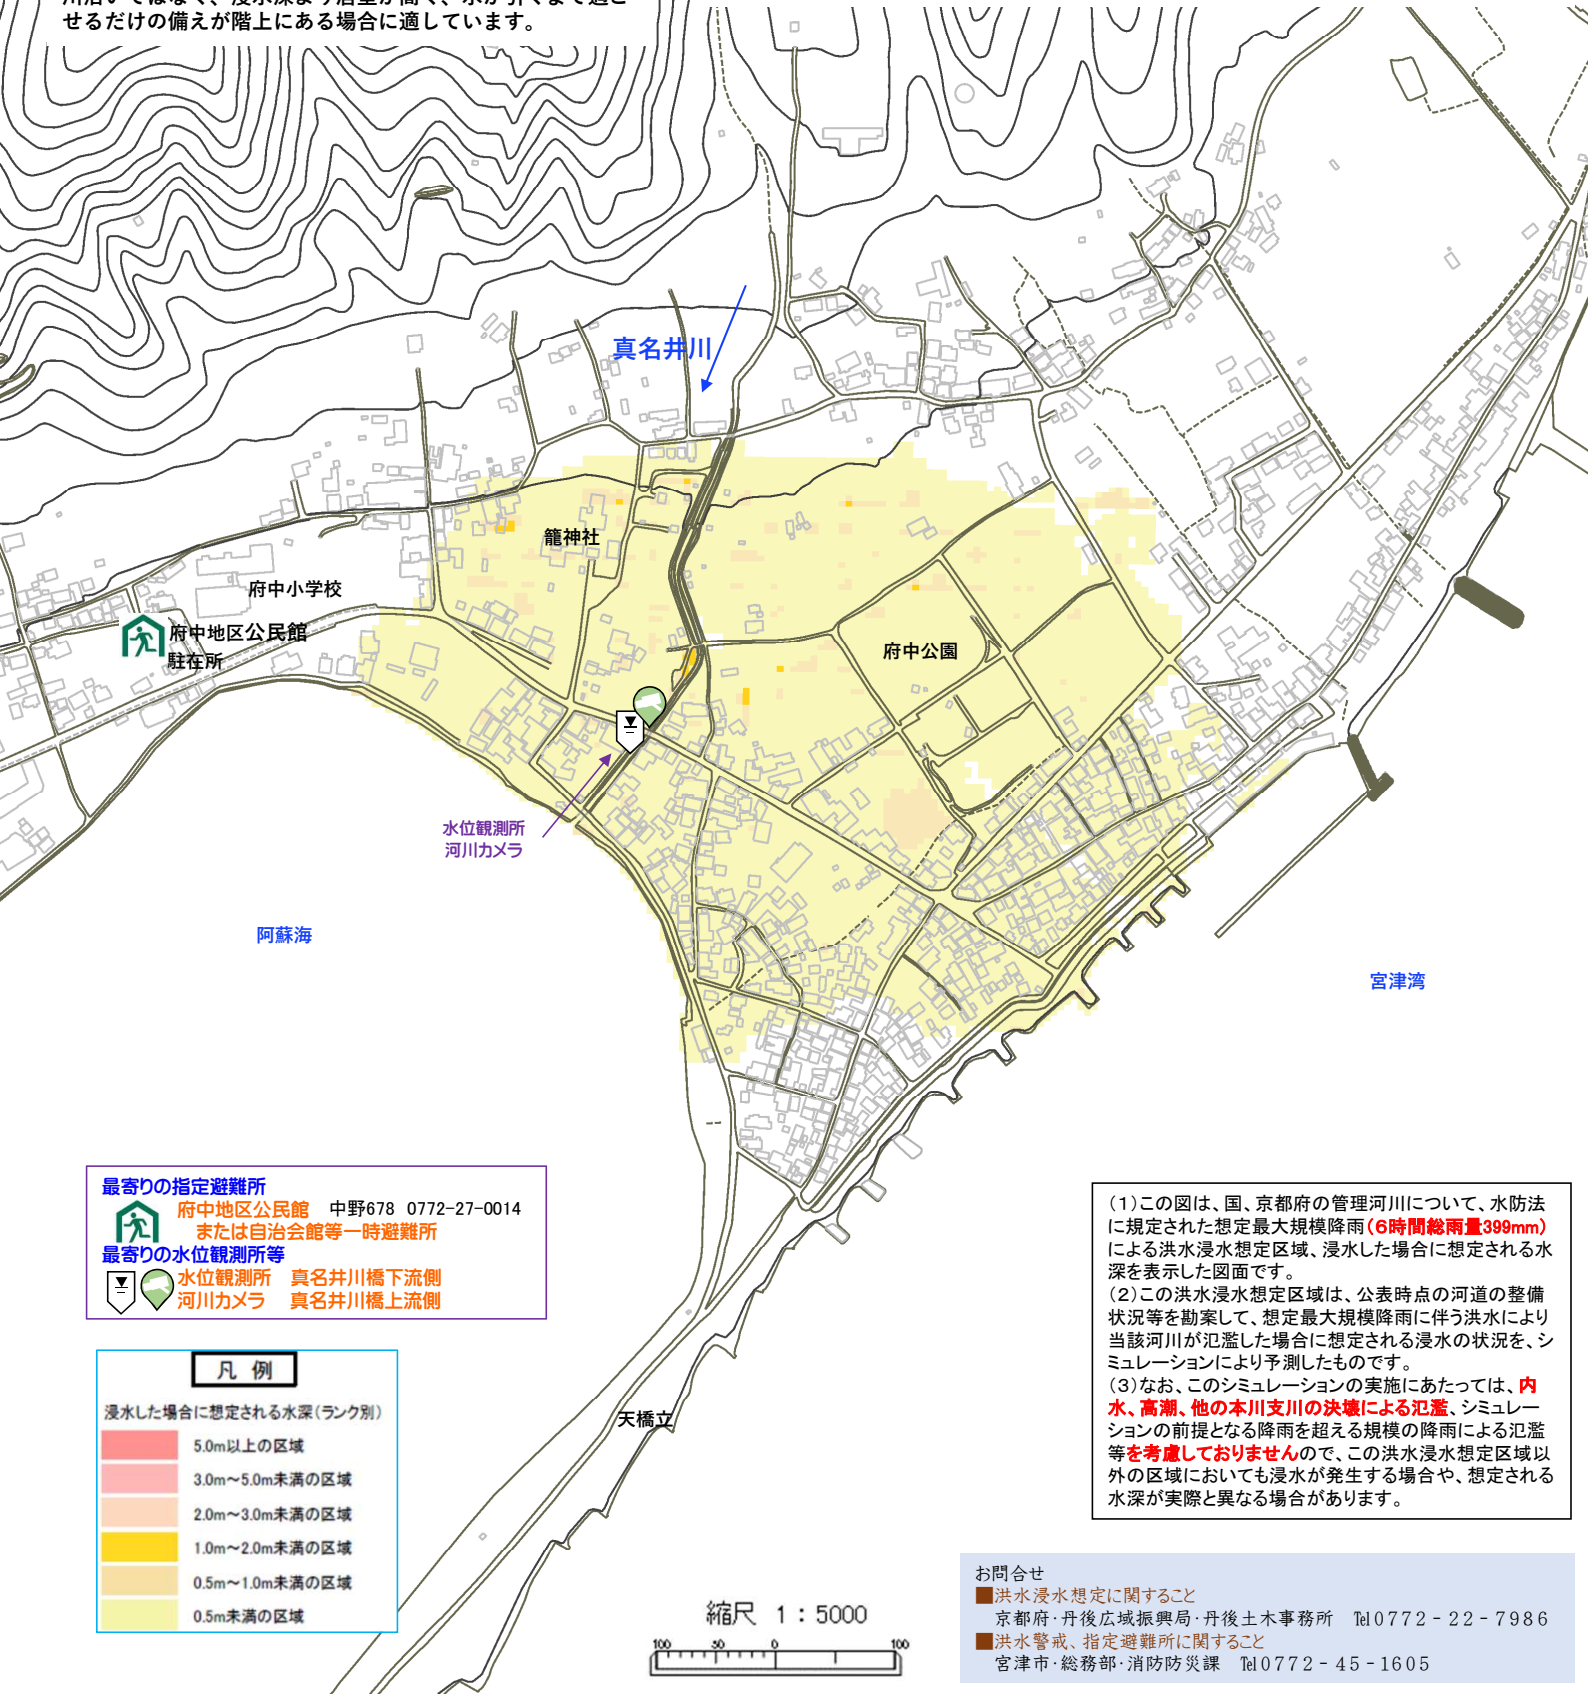 せるだけの備えが階上にある場合に適しています。
真名井川
籠神社
府中小学校
府中地区公民館
駐在所
府中公園
水位観測所
河川カメラ
阿蘇海
宮津湾
天橋立
最寄りの指定避難所
府中地区公民館 中野678 0772-27-0014
または自治会館等一時避難所
最寄りの水位観測所等
水位観測所 真名井川橋下流側
河川カメラ 真名井川橋上流側
凡 例
浸水した場合に想定される水深(ランク別)
5.0m以上の区域
3.0m～5.0m未満の区域
2.0m～3.0m未満の区域
1.0m～2.0m未満の区域
0.5m～1.0m未満の区域
0.5m未満の区域
縮尺 1：5000
100 50 0 100
(1)この図は、国、京都府の管理河川について、水防法
に規定された想定最大規模降雨(6時間総雨量399mm)
による洪水浸水想定区域、浸水した場合に想定される水
深を表示した図面です。
(2)この洪水浸水想定区域は、公表時点の河道の整備
状況等を勘案して、想定最大規模降雨に伴う洪水により
当該河川が氾濫した場合に想定される浸水の状況を、シ
ミュレーションにより予測したものです。
(3)なお、このシミュレーションの実施にあたっては、内
水、高潮、他の本川支川の決壊による氾濫、シミュレー
ションの前提となる降雨を超える規模の降雨による氾濫
等を考慮しておりませんので、この洪水浸水想定区域以
外の区域においても浸水が発生する場合や、想定される
水深が実際と異なる場合があります。
お問合せ
■洪水浸水想定に関すること
京都府・丹後広域振興局・丹後土木事務所 ℡0772-22-7986
■洪水警戒、指定避難所に関すること
宮津市・総務部・消防防災課 ℡0772-45-1605